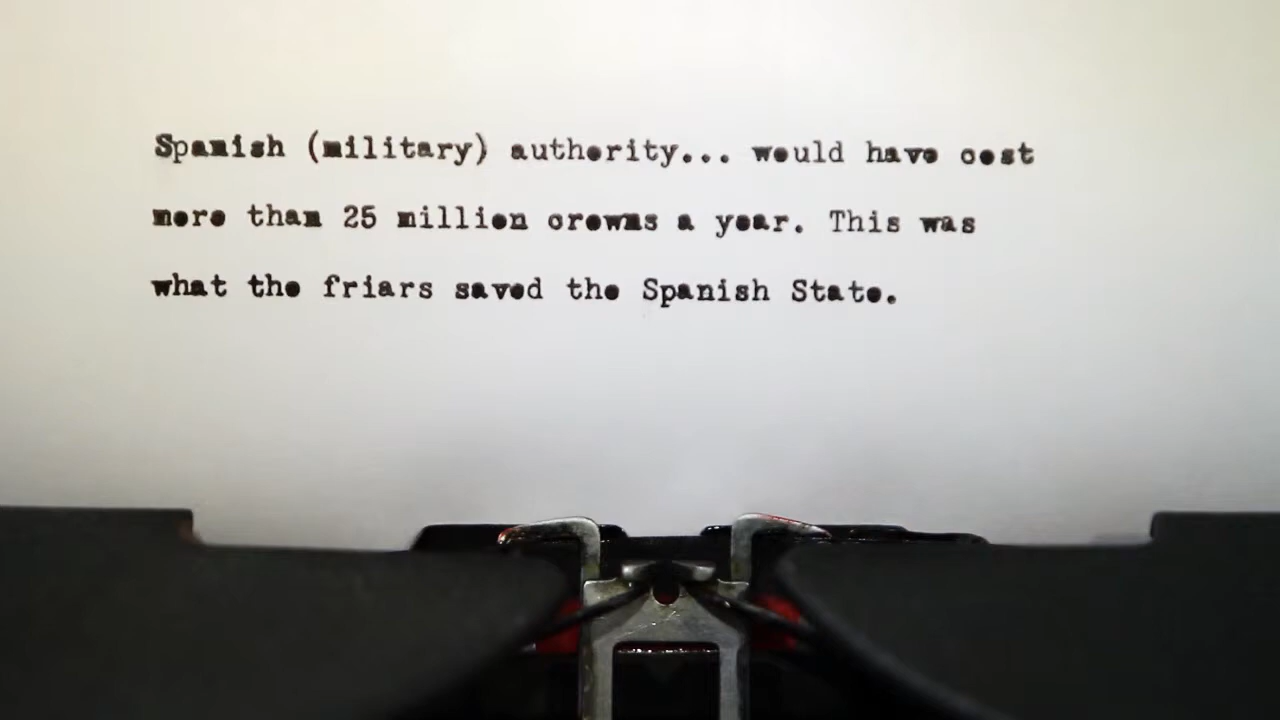 Spanish (military) authority... would have cost
more than 25 million crowns a year. This was
what the friars saved the Spanish State.